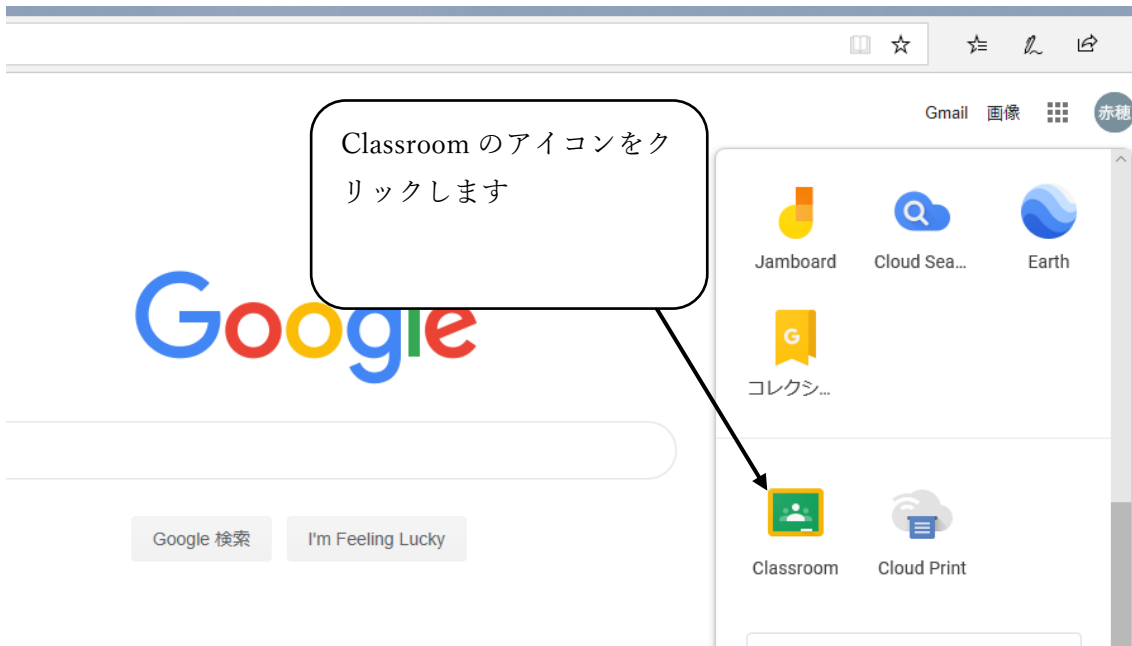 Gmail 画像 赤穂
Classroom のアイコンをク
リックします
Jamboard Cloud Sea... Earth
Google
G
コレクシ...
Google 検索 I'm Feeling Lucky
Classroom Cloud Print